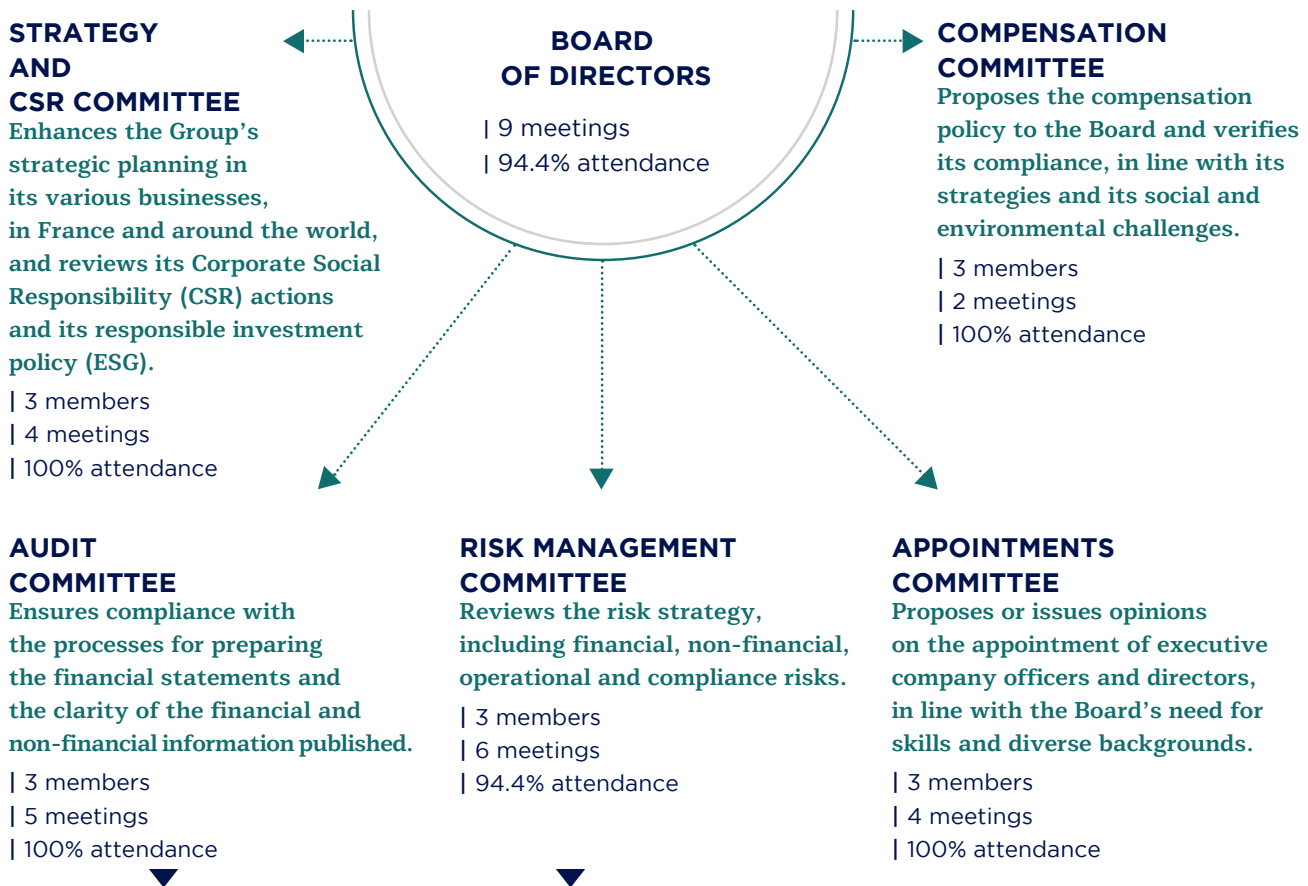 STRATEGY
AND
CSR COMMITTEE
Enhances the Group's
strategic planning in
its various businesses,
in France and around the world,
and reviews its Corporate Social
Responsibility (CSR) actions
and its responsible investment
policy (ESG).
| 3 members
| 4 meetings
| 100% attendance
BOARD
OF DIRECTORS
| 9 meetings
| 94.4% attendance
COMPENSATION
COMMITTEE
Proposes the compensation
policy to the Board and verifies
its compliance, in line with its
strategies and its social and
environmental challenges.
| 3 members
| 2 meetings
| 100% attendance
AUDIT
COMMITTEE
Ensures compliance with
the processes for preparing
the financial statements and
the clarity of the financial and
non-financial information published.
| 3 members
| 5 meetings
| 100% attendance
RISK MANAGEMENT
COMMITTEE
Reviews the risk strategy,
including financial, non-financial,
operational and compliance risks.
| 3 members
| 6 meetings
| 94.4% attendance
APPOINTMENTS
COMMITTEE
Proposes or issues opinions
on the appointment of executive
company officers and directors,
in line with the Board's need for
skills and diverse backgrounds.
| 3 members
| 4 meetings
| 100% attendance